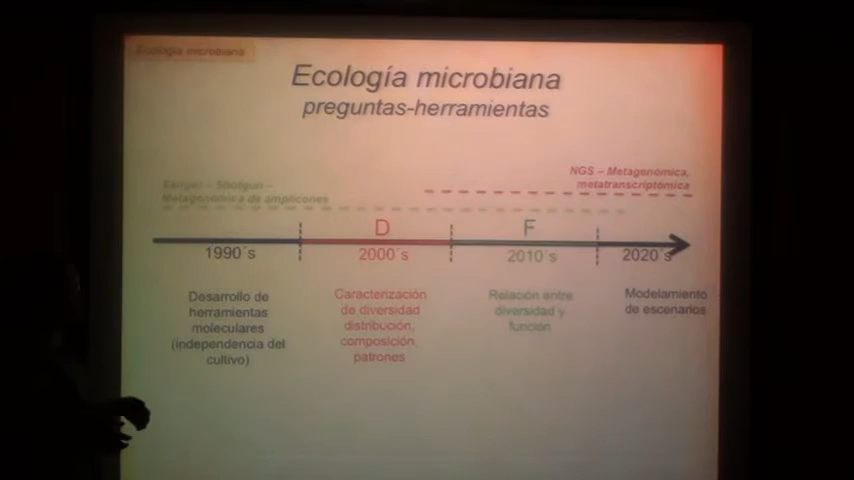 Ecología microbiana
Ecología microbiana
preguntas-herramientas
NGS – Metagenómica,
metatranscriptómica
Sanger – Shotgun –
Metagenómica de amplicones
D
F
1990´s
2000´s
2010´s
2020´s
Desarrollo de
herramientas
moleculares
(independencia del
cultivo)
Caracterización
de diversidad
distribución,
composición,
patrones
Relación entre
diversidad y
función
Modelamiento
de escenarios